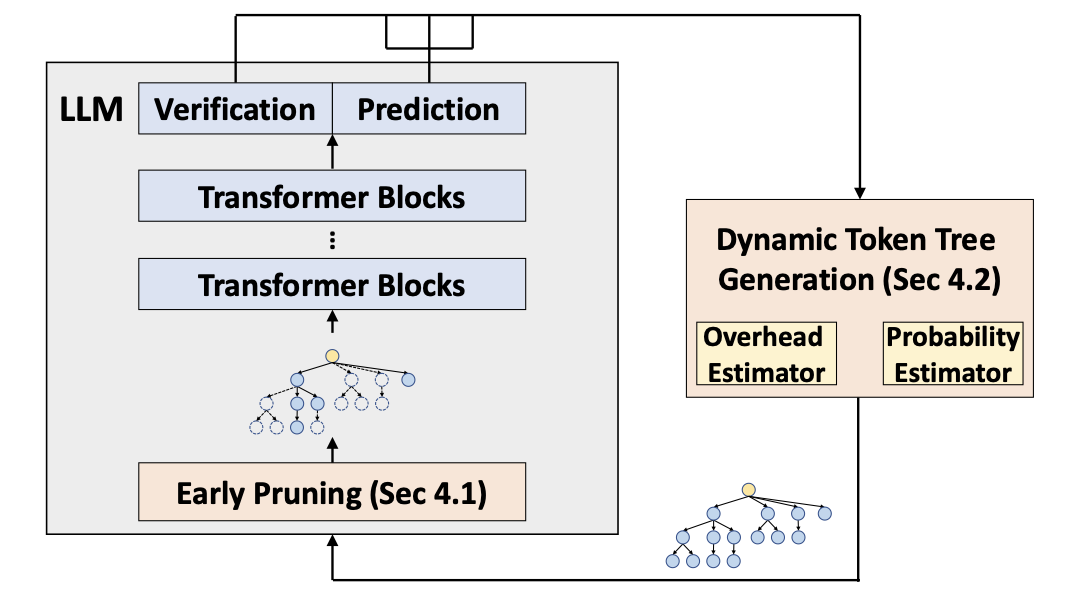 LLM
Verification
Prediction
Transformer Blocks
Transformer Blocks
Early Pruning (Sec 4.1)
Dynamic Token Tree
Generation (Sec 4.2)
Overhead
Estimator
Probability
Estimator